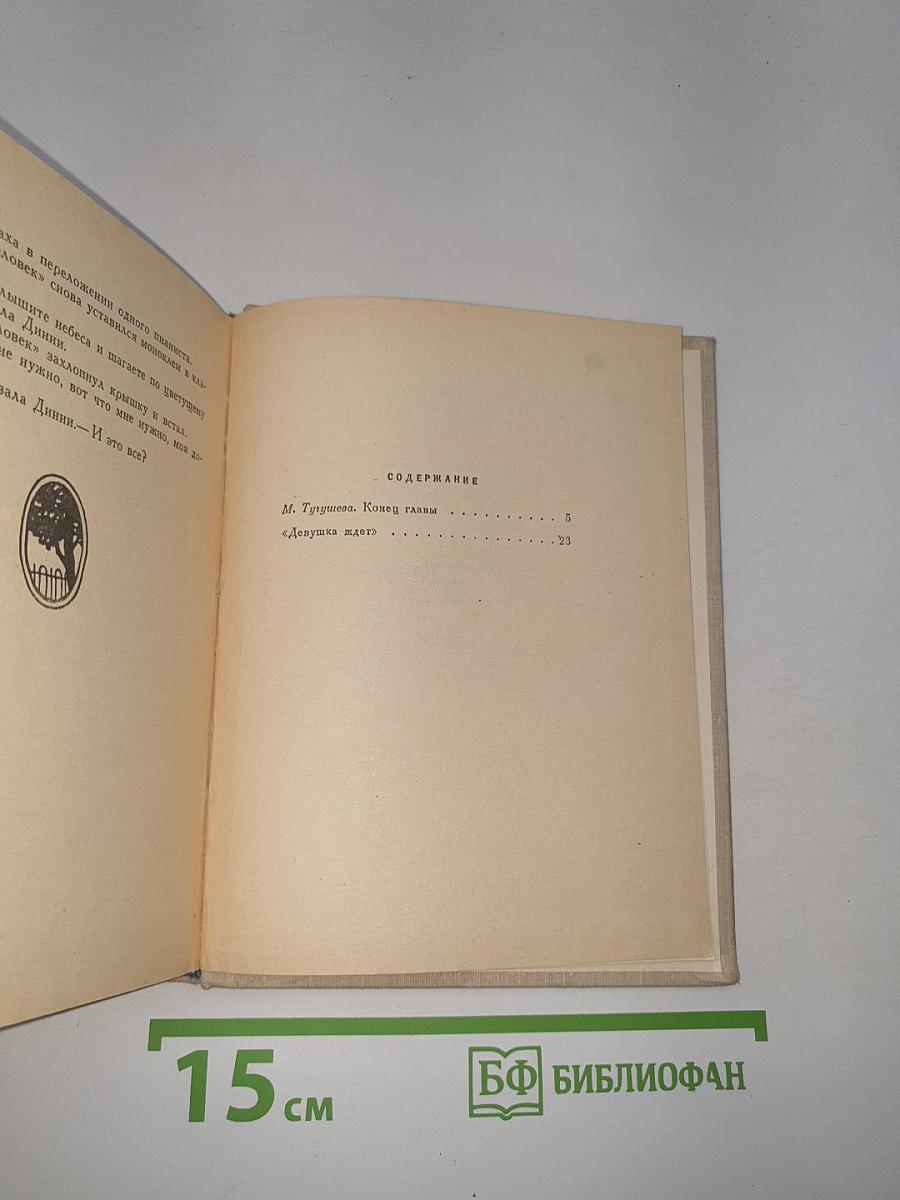 аха в переложении одного пианиста.
ловек» снова уставился моноклем в кла-
лышите небеса и шагаете по цветущему
ла Динни.
ловек» захлопнул крышку и встал.
не нужно, вот что мне нужно, моя до-
вала Динни.—И это все?
СОДЕРЖАНИЕ
М. Тугушева. Конец главы . . . . . . . . . . 5
«Девушка ждет» . . . . . . . . . . . . . . . . 23
15 см
БФ БИБЛИОФАН